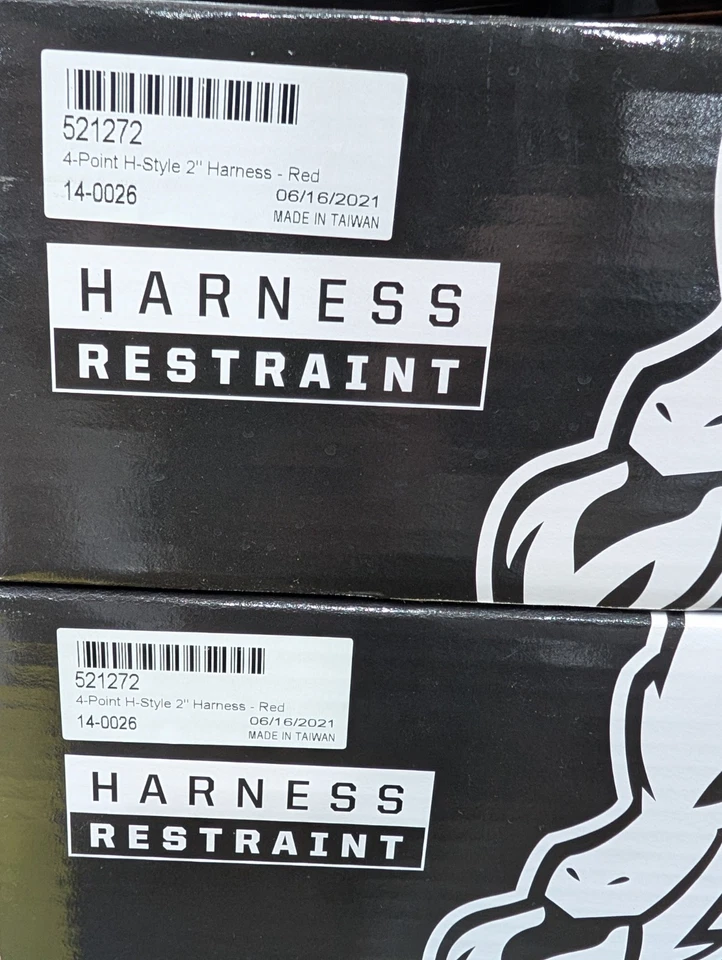 521272
4-Point H-Style 2" Harness - Red
14-0026 06/16/2021
MADE IN TAIWAN
HARNESS
RESTRAINT
521272
4-Point H-Style 2" Harness - Red
14-0026 06/16/2021
MADE IN TAIWAN
HARNESS
RESTRAINT